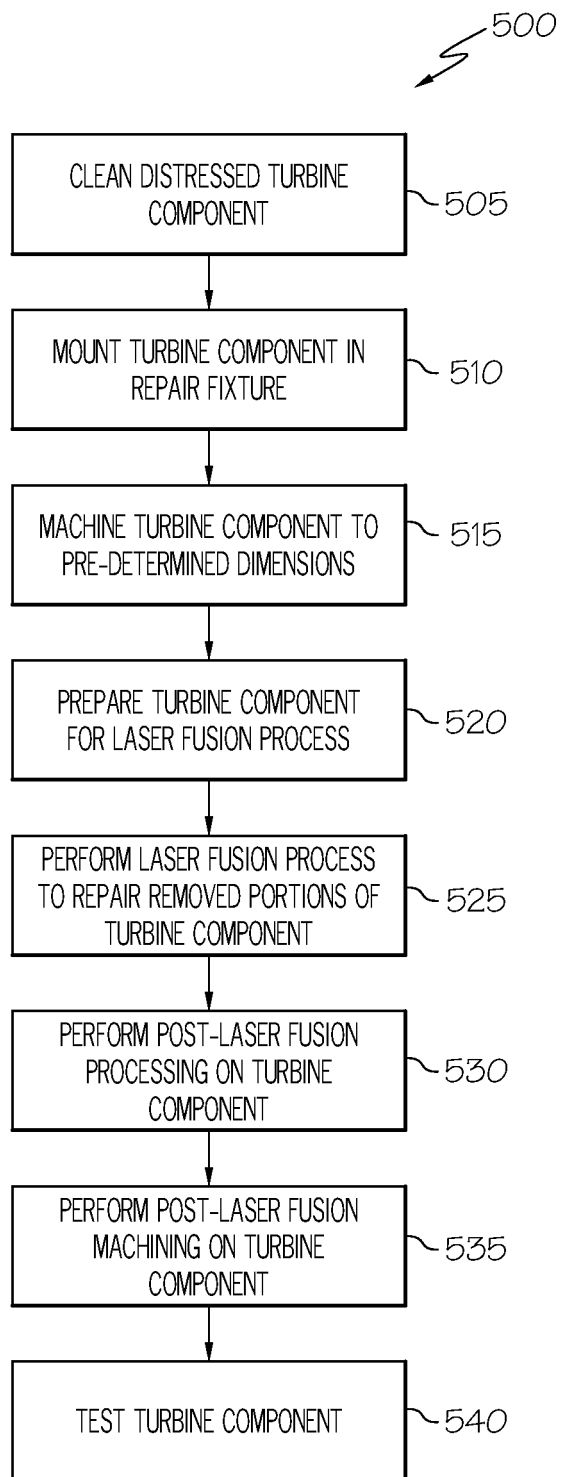 500
CLEAN DISTRESSED TURBINE
COMPONENT
505
MOUNT TURBINE COMPONENT IN
REPAIR FIXTURE
510
MACHINE TURBINE COMPONENT TO
PRE-DETERMINED DIMENSIONS
515
PREPARE TURBINE COMPONENT
FOR LASER FUSION PROCESS
520
PERFORM LASER FUSION PROCESS
TO REPAIR REMOVED PORTIONS OF
TURBINE COMPONENT
525
PERFORM POST-LASER FUSION
PROCESSING ON TURBINE
COMPONENT
530
PERFORM POST-LASER FUSION
MACHINING ON TURBINE
COMPONENT
535
TEST TURBINE COMPONENT
540